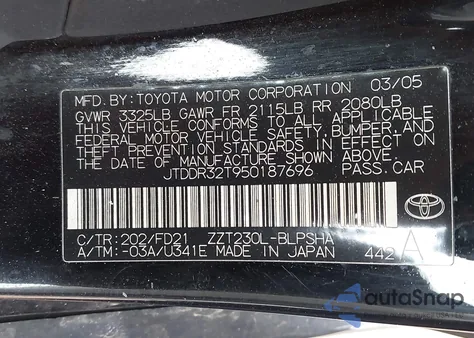 MFD. BY: TOYOTA MOTOR CORPORATION 03/05
GVWR 3325LB GAWR FR 2115LB RR 2080LB
THIS VEHICLE CONFORMS TO ALL APPLICABLE
FEDERAL MOTOR VEHICLE SAFETY, BUMPER, AND
THEFT PREVENTION STANDARDS IN EFFECT ON
THE DATE OF MANUFACTURE SHOWN ABOVE.
JTDDR32T950187696 PASS. CAR
C/TR: 202/FD21 ZZT230L-BLPSHA
A/TM: -03A/U341E MADE IN JAPAN 442 A
autoSnap